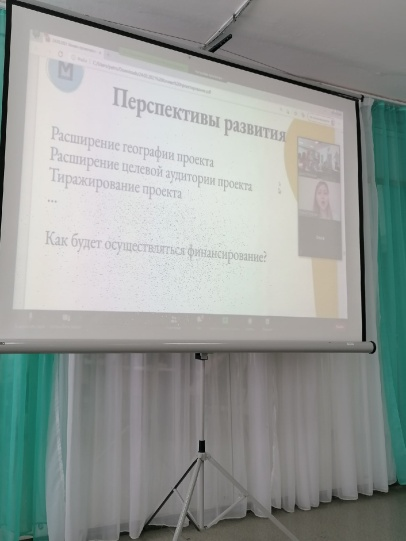 Перспективы развития
Расширение географии проекта
Расширение целевой аудитории проекта
Тиражирование проекта
...
Как будет осуществляться финансирование?